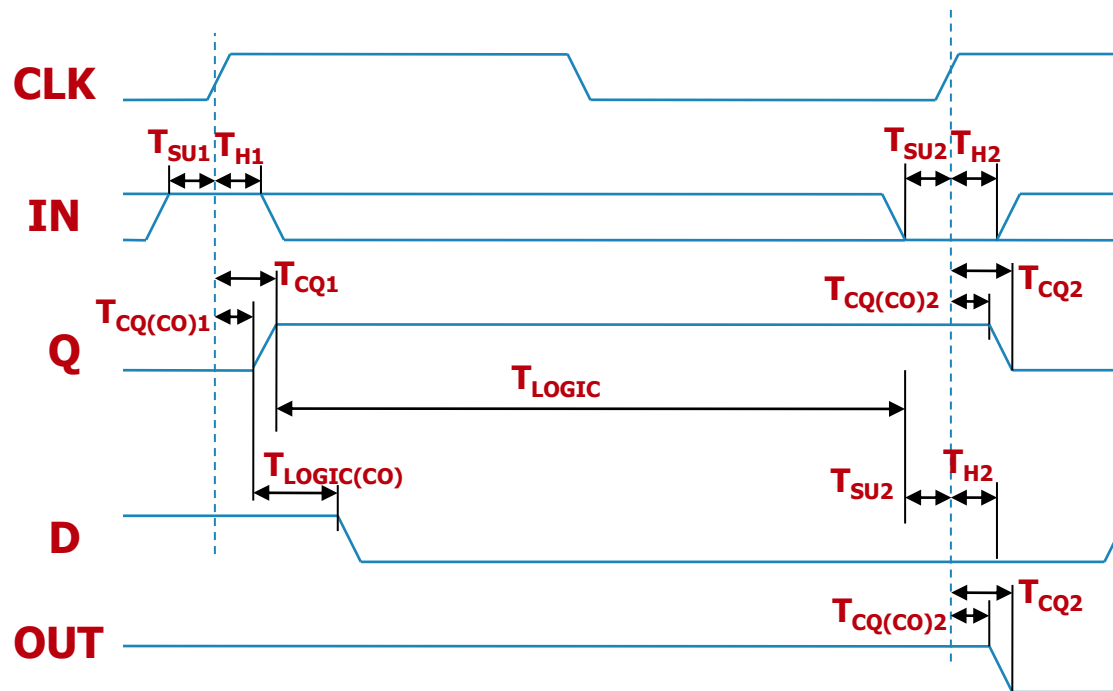 CLK
TSU1 TH1
TSU2 TH2
IN
TCQ1
TCQ2
TCQ(CO)1
TCQ(CO)2
Q
TLOGIC
TLOGIC(CO)
TSU2 TH2
D
TCQ2
TCQ(CO)2
OUT